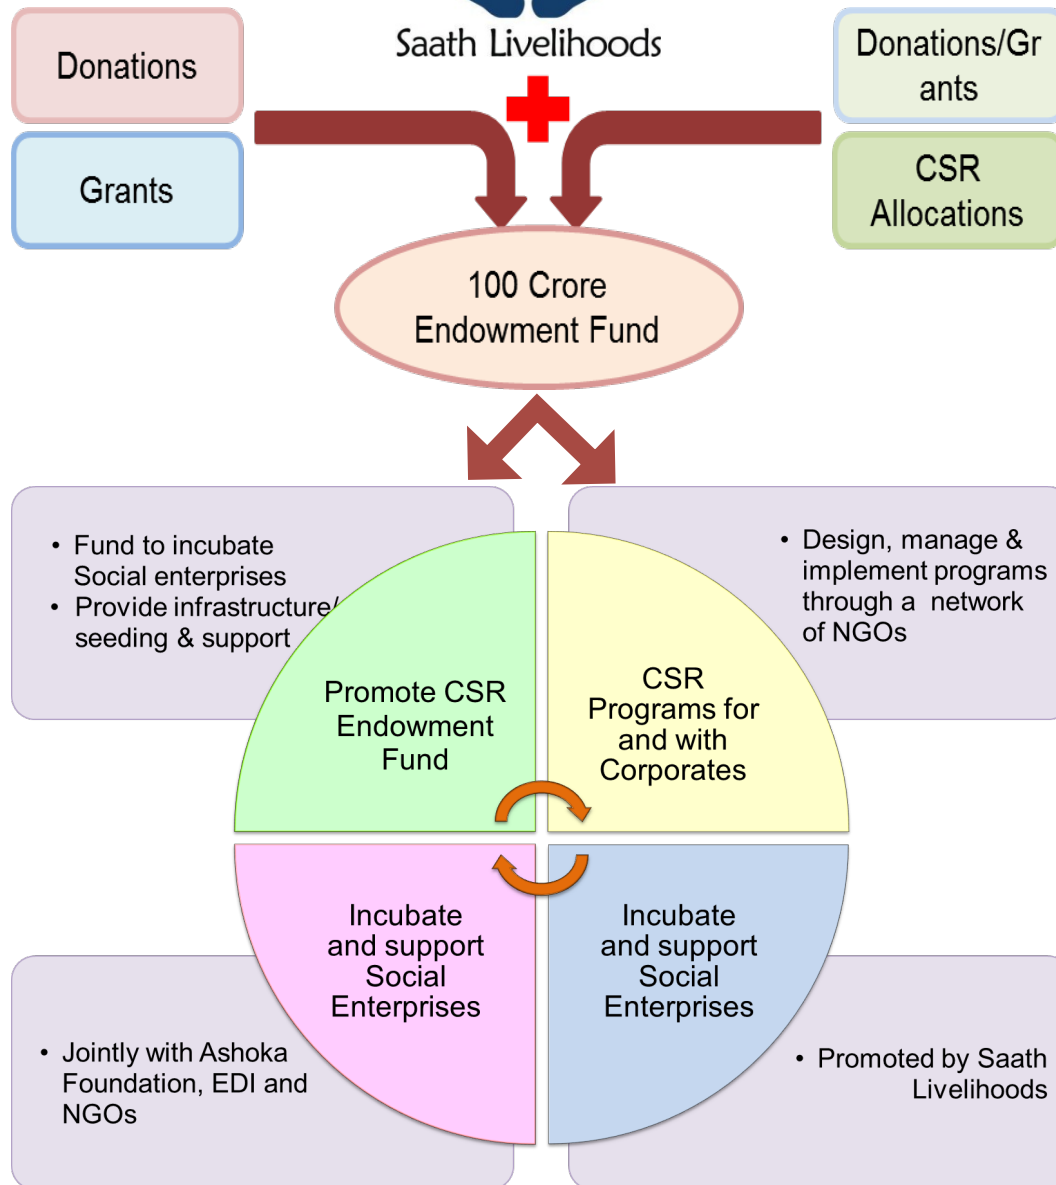 Saath Livelihoods
Donations
Grants
Donations/Gr
ants
CSR
Allocations
100 Crore
Endowment Fund
• Fund to incubate
Social enterprises
• Provide infrastructure/
seeding & support
• Design, manage &
implement programs
through a network
of NGOs
Promote CSR
Endowment
Fund
CSR
Programs for
and with
Corporates
Incubate
and support
Social
Enterprises
Incubate
and support
Social
Enterprises
• Jointly with Ashoka
Foundation, EDI and
NGOs
• Promoted by Saath
Livelihoods